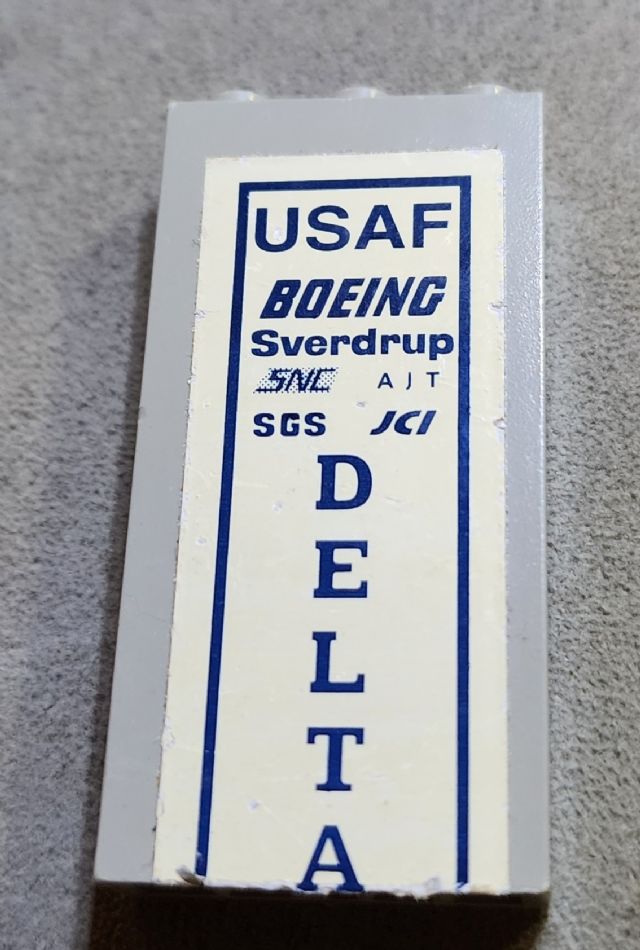 USAF
BOEING
Sverdrup
SNC AJT
SGS JCI
D
E
L
T
A